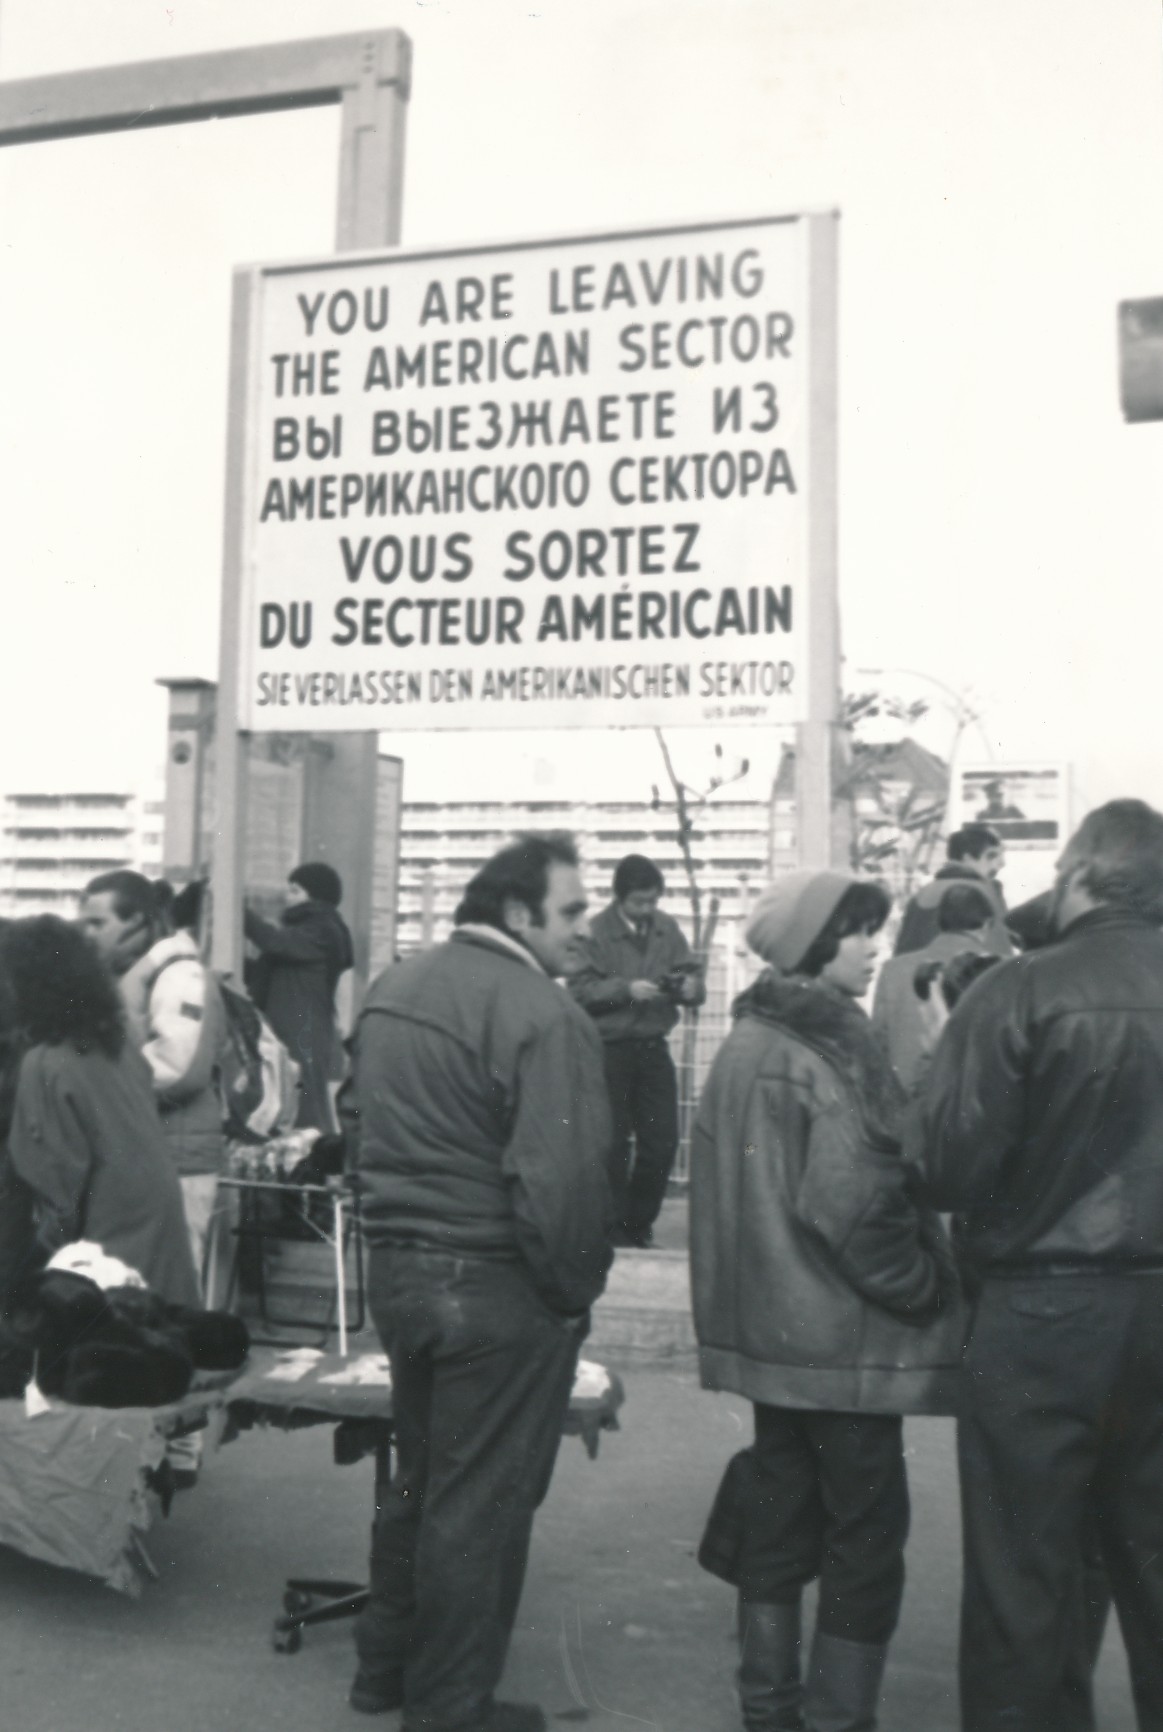 YOU ARE LEAVING
THE AMERICAN SECTOR
ВЫ ВЫЕЗЖАЕТЕ ИЗ
АМЕРИКАНСКОГО СЕКТОРА
VOUS SORTEZ
DU SECTEUR AMÉRICAIN
SIE VERLASSEN DEN AMERIKANISCHEN SEKTOR
US ARMY